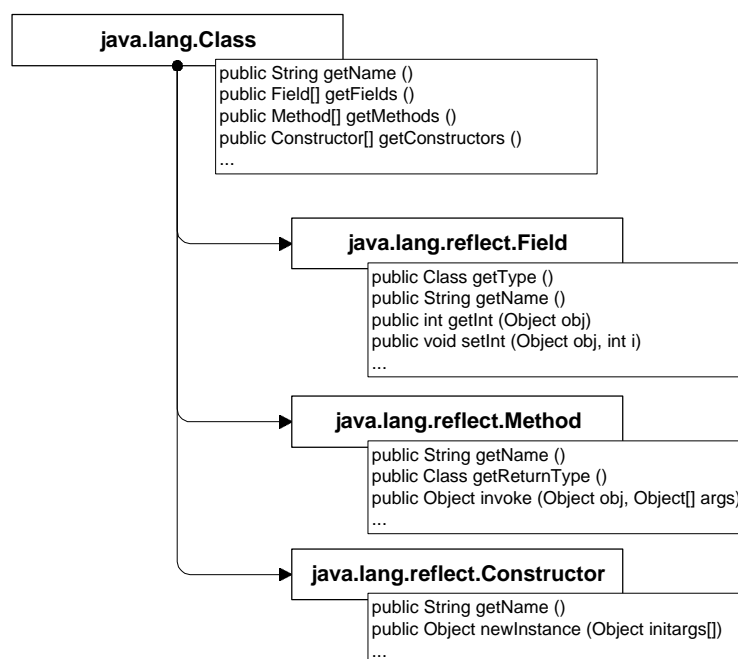 java.lang.Class
public String getName ()
public Field[] getFields ()
public Method[] getMethods ()
public Constructor[] getConstructors ()
...
java.lang.reflect.Field
public Class getType ()
public String getName ()
public int getInt (Object obj)
public void setInt (Object obj, int i)
...
java.lang.reflect.Method
public String getName ()
public Class getReturnType ()
public Object invoke (Object obj, Object[] args)
...
java.lang.reflect.Constructor
public String getName ()
public Object newInstance (Object initargs[])
...